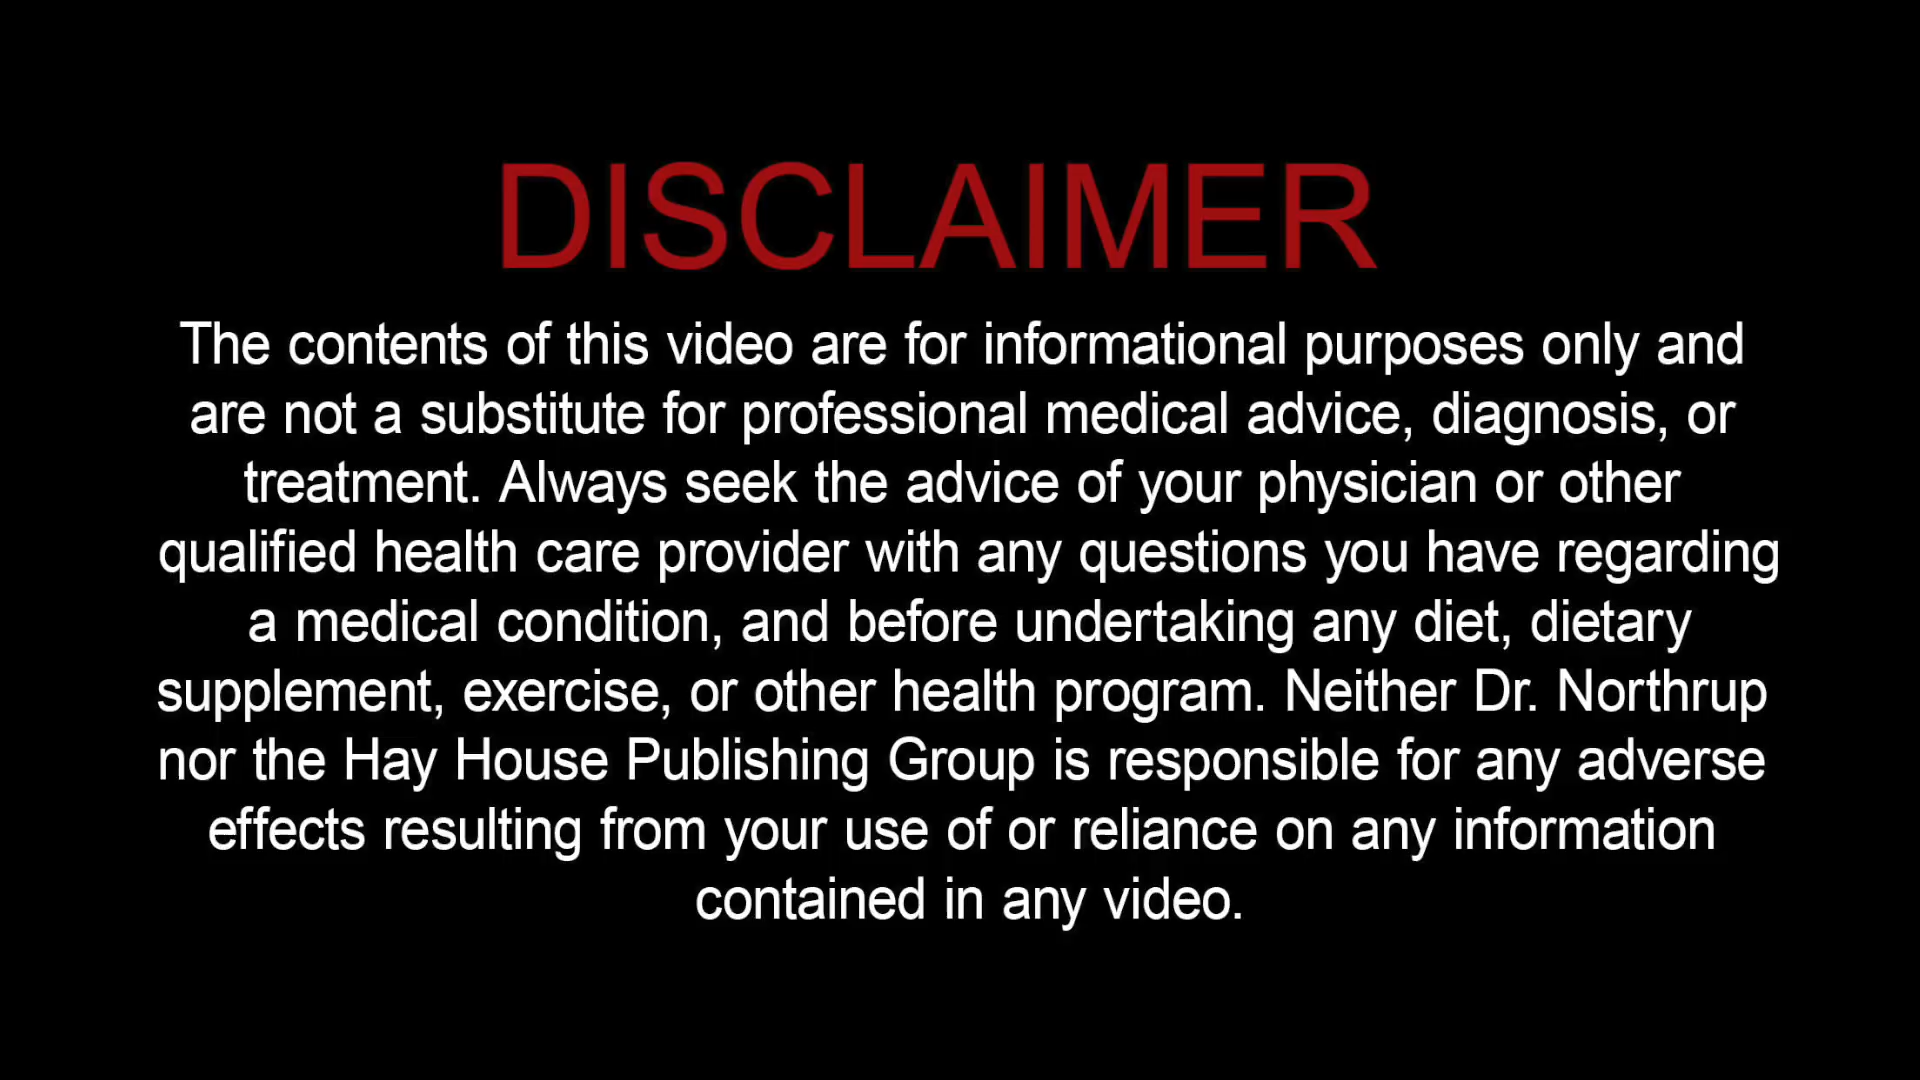 DISCLAIMER
The contents of this video are for informational purposes only and
are not a substitute for professional medical advice, diagnosis, or
treatment. Always seek the advice of your physician or other
qualified health care provider with any questions you have regarding
a medical condition, and before undertaking any diet, dietary
supplement, exercise, or other health program. Neither Dr. Northrup
nor the Hay House Publishing Group is responsible for any adverse
effects resulting from your use of or reliance on any information
contained in any video.